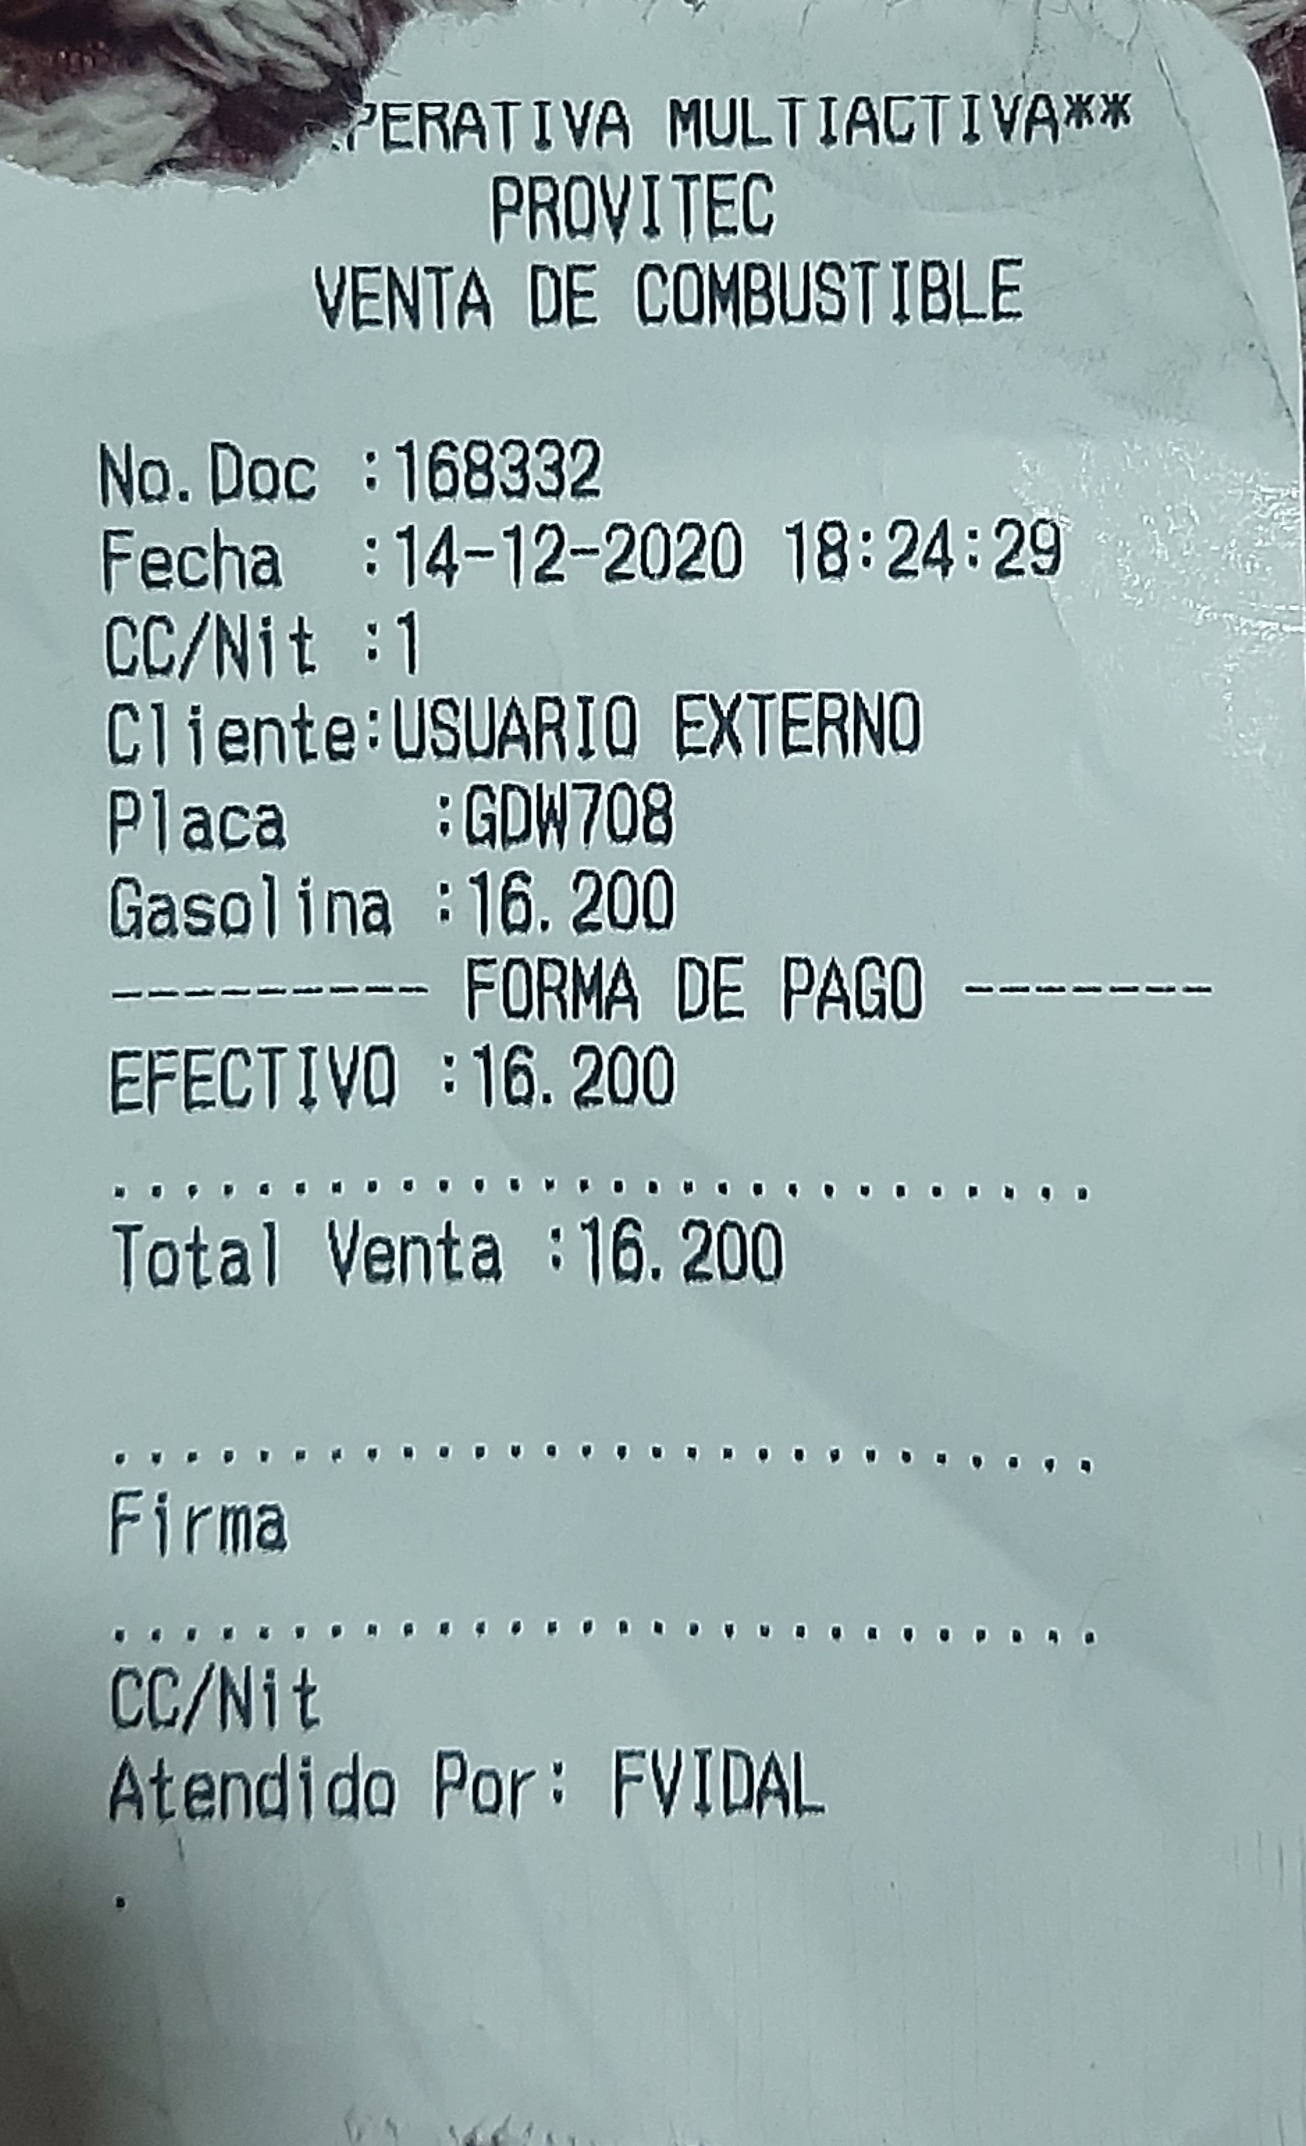 MULTIACTIVA**
PROVITEC
VENTA DE COMBUSTIBLE
No.Doc :168332
Fecha :14-12-2020 18:24:29
CC/Nit :1
Cliente:USUARIO EXTERNO
Placa :GDW708
Gasolina :16.200
--------- FORMA DE PAGO -------
EFECTIVO :16.200
............................
Total Venta :16.200
............................
Firma
............................
CC/Nit
Atendido Por: FVIDAL
.